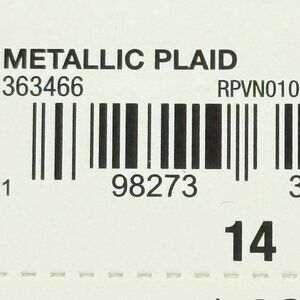 METALLIC PLAID
363466 RPVN010
1 98273 3
14